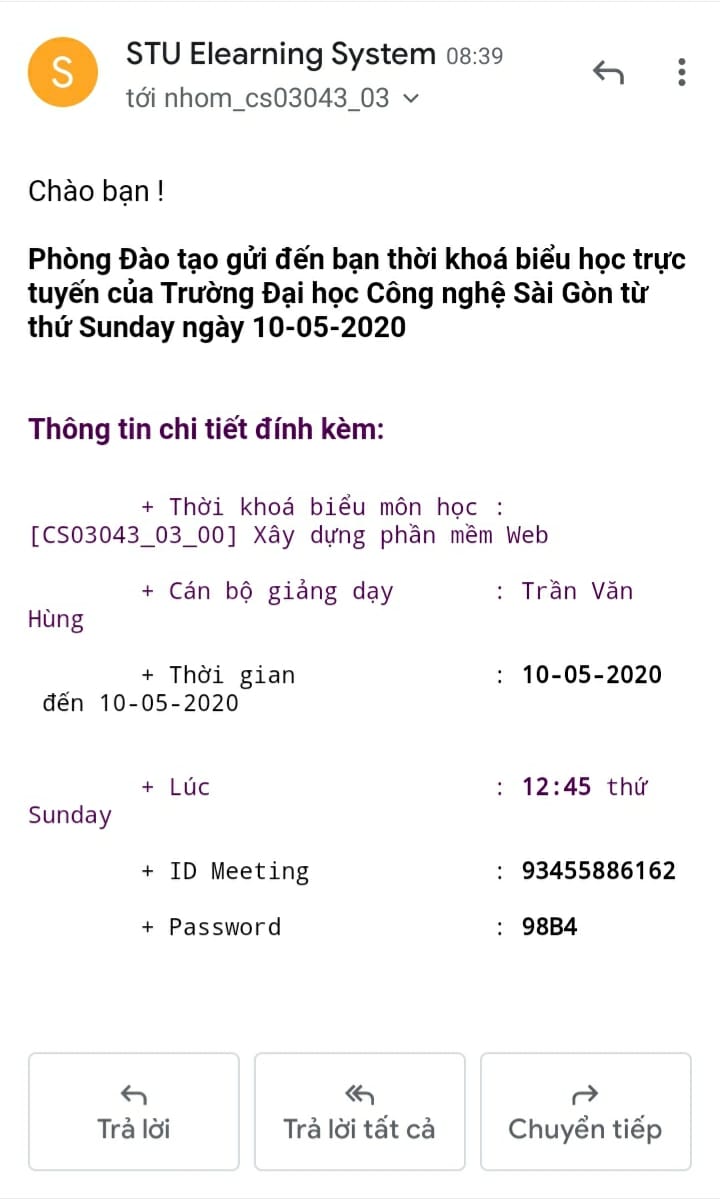 S
STU Elearning System 08:39
tới nhom_cs03043_03
Chào bạn !
Phòng Đào tạo gửi đến bạn thời khoá biểu học trực
tuyến của Trường Đại học Công nghệ Sài Gòn từ
thứ Sunday ngày 10-05-2020
Thông tin chi tiết đính kèm:
+ Thời khoá biểu môn học :
[CS03043_03_00] Xây dựng phần mềm Web
+ Cán bộ giảng dạy : Trần Văn
Hùng
+ Thời gian : 10-05-2020
đến 10-05-2020
+ Lúc : 12:45 thứ
Sunday
+ ID Meeting : 93455886162
+ Password : 98B4
Trả lời Trả lời tất cả Chuyển tiếp